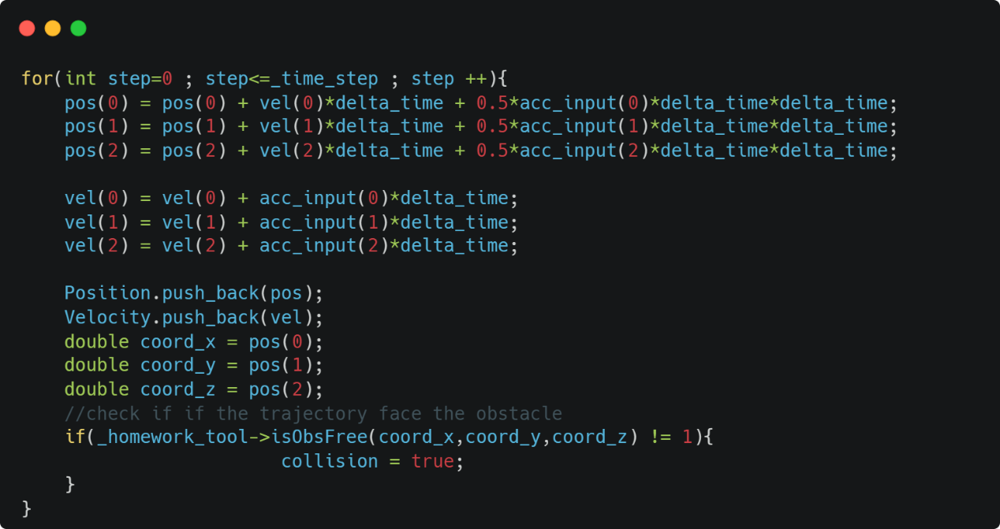 for(int step=0 ; step<=_time_step ; step ++){
    pos(0) = pos(0) + vel(0)*delta_time + 0.5*acc_input(0)*delta_time*delta_time;
    pos(1) = pos(1) + vel(1)*delta_time + 0.5*acc_input(1)*delta_time*delta_time;
    pos(2) = pos(2) + vel(2)*delta_time + 0.5*acc_input(2)*delta_time*delta_time;

    vel(0) = vel(0) + acc_input(0)*delta_time;
    vel(1) = vel(1) + acc_input(1)*delta_time;
    vel(2) = vel(2) + acc_input(2)*delta_time;

    Position.push_back(pos);
    Velocity.push_back(vel);
    double coord_x = pos(0);
    double coord_y = pos(1);
    double coord_z = pos(2);
    //check if if the trajectory face the obstacle
    if(_homework_tool->isObsFree(coord_x,coord_y,coord_z) != 1){
                        collision = true;
    }
}